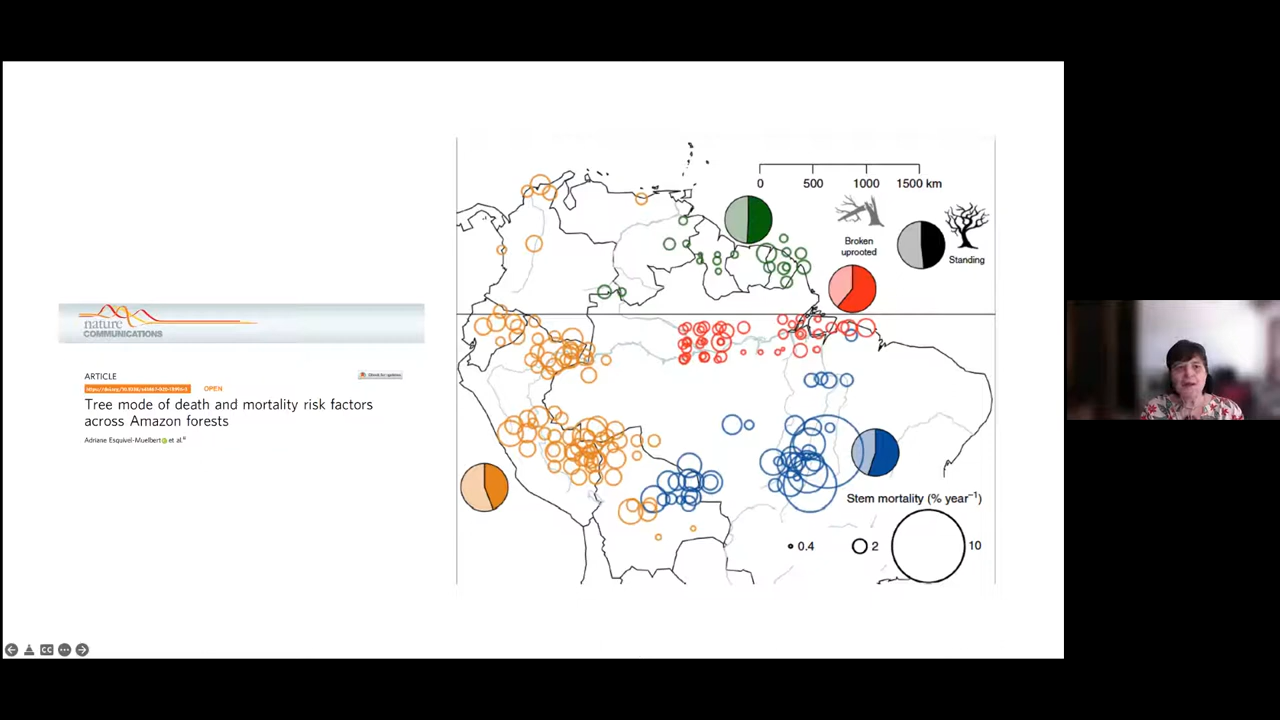 nature
COMMUNICATIONS
ARTICLE
OPEN
Tree mode of death and mortality risk factors
across Amazon forests
Adriane Esquivel-Muelbert et al.
0 500 1000 1500 km
Broken
uprooted
Standing
Stem mortality (% year⁻¹)
0.4 2 10
CC